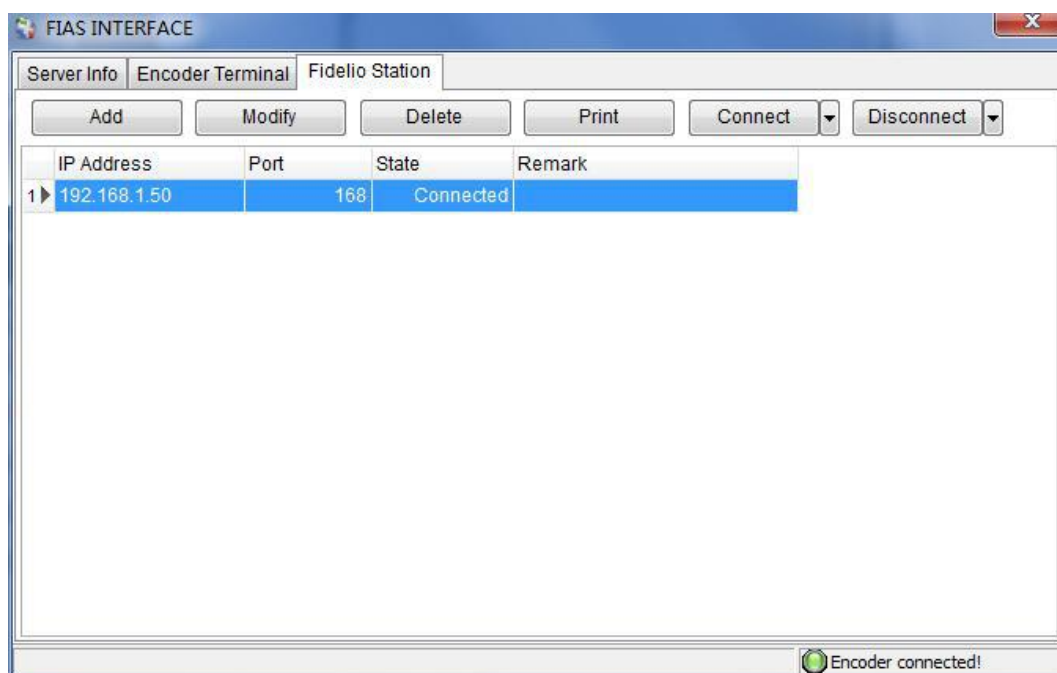 FIAS INTERFACE
Server Info Encoder Terminal Fidelio Station
Add Modify Delete Print Connect Disconnect
IP Address Port State Remark
1 192.168.1.50 168 Connected
Encoder connected!